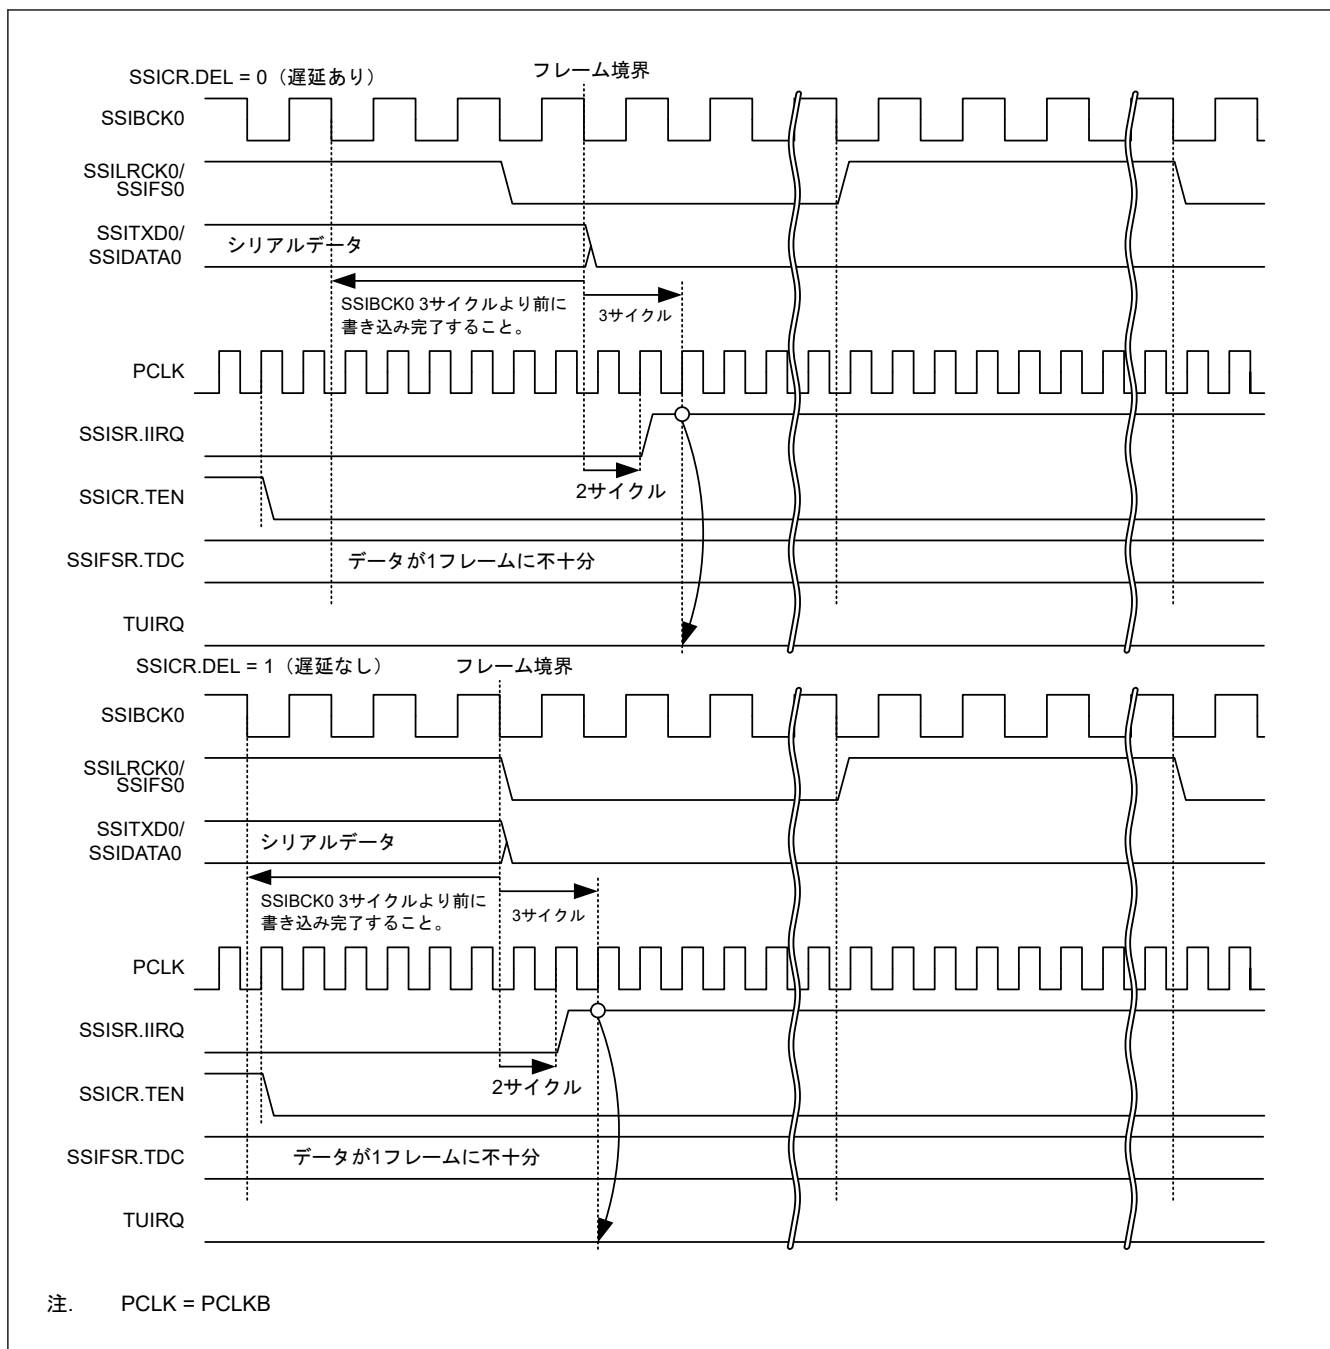 SSICR.DEL = 0（遅延あり）
フレーム境界
SSIBCK0
SSILRCK0/
SSIFS0
SSITXD0/
SSIDATA0
シリアルデータ
SSIBCK0 3サイクルより前に
書き込み完了すること。
3サイクル
PCLK
SSISR.IIRQ
2サイクル
SSICR.TEN
SSIFSR.TDC
データが1フレームに不十分
TUIRQ
SSICR.DEL = 1（遅延なし）
フレーム境界
SSIBCK0
SSILRCK0/
SSIFS0
SSITXD0/
SSIDATA0
シリアルデータ
SSIBCK0 3サイクルより前に
書き込み完了すること。
3サイクル
PCLK
SSISR.IIRQ
2サイクル
SSICR.TEN
SSIFSR.TDC
データが1フレームに不十分
TUIRQ
注. PCLK = PCLKB